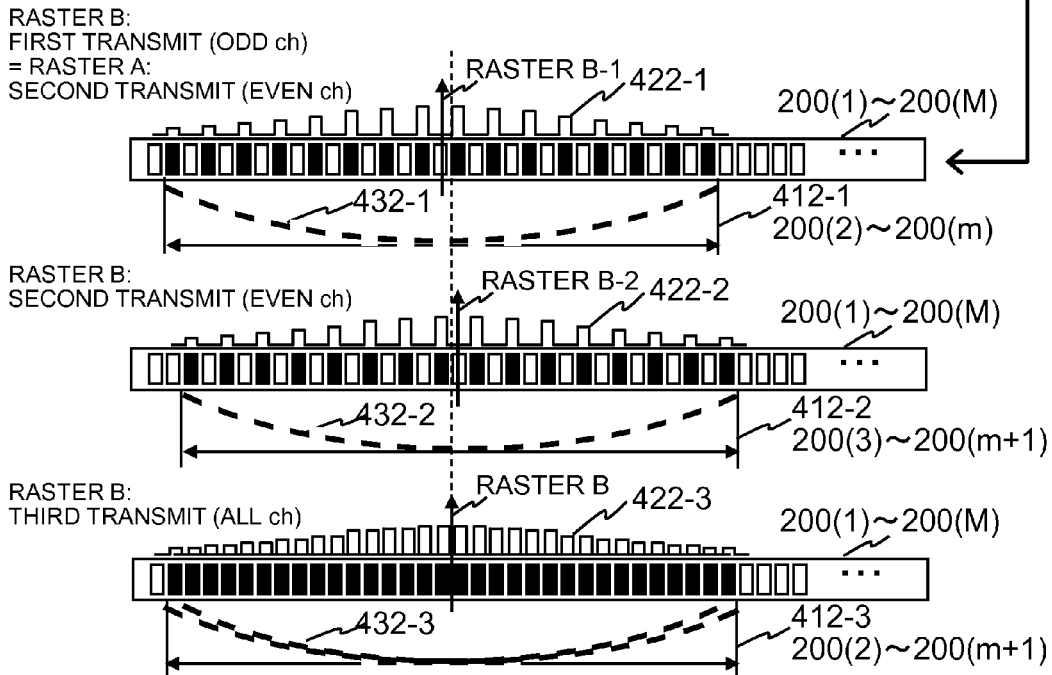 RASTER B:
FIRST TRANSMIT (ODD ch)
= RASTER A:
SECOND TRANSMIT (EVEN ch)
RASTER B-1
422-1
200(1)～200(M)
432-1
412-1
200(2)～200(m)
RASTER B:
SECOND TRANSMIT (EVEN ch)
RASTER B-2
422-2
200(1)～200(M)
432-2
412-2
200(3)～200(m+1)
RASTER B:
THIRD TRANSMIT (ALL ch)
RASTER B
422-3
200(1)～200(M)
432-3
412-3
200(2)～200(m+1)